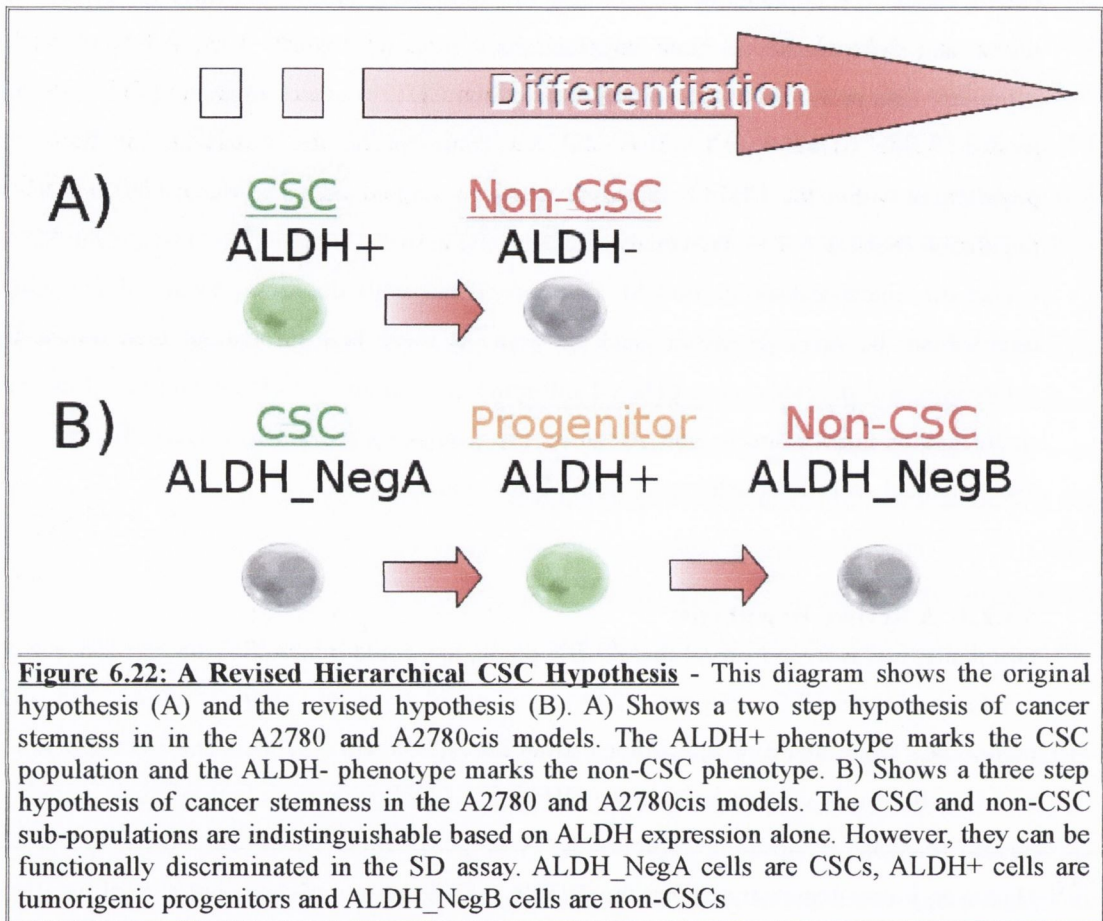 Differentiation
A)
CSC Non-CSC
ALDH+ ALDH-
B)
CSC Progenitor Non-CSC
ALDH_NegA ALDH+ ALDH_NegB
Figure 6.22: A Revised Hierarchical CSC Hypothesis - This diagram shows the original
hypothesis (A) and the revised hypothesis (B). A) Shows a two step hypothesis of cancer
stemness in in the A2780 and A2780cis models. The ALDH+ phenotype marks the CSC
population and the ALDH- phenotype marks the non-CSC phenotype. B) Shows a three step
hypothesis of cancer stemness in the A2780 and A2780cis models. The CSC and non-CSC
sub-populations are indistinguishable based on ALDH expression alone. However, they can be
functionally discriminated in the SD assay. ALDH_NegA cells are CSCs, ALDH+ cells are
tumorigenic progenitors and ALDH_NegB cells are non-CSCs